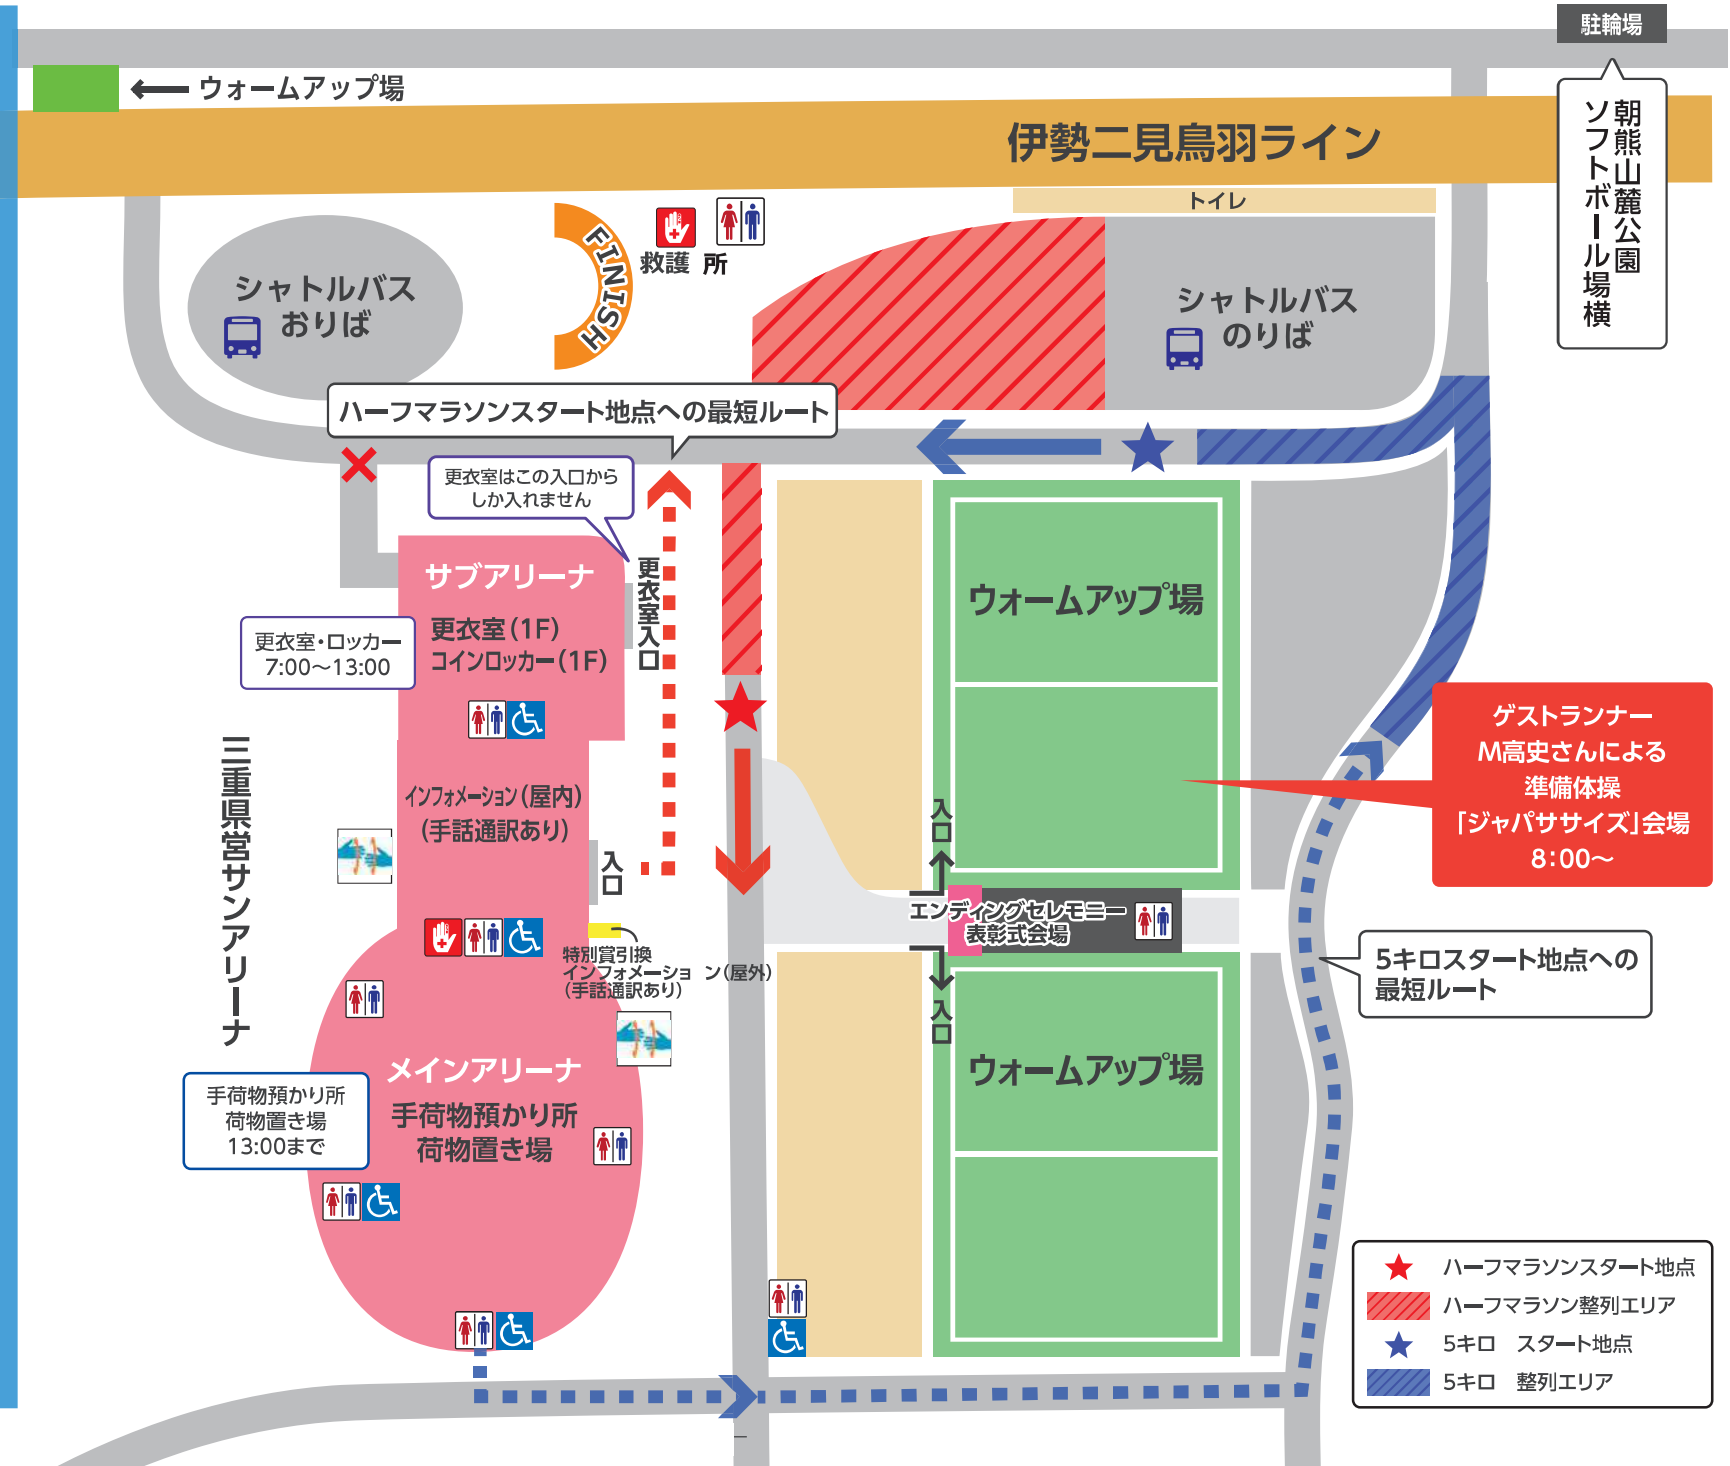 駐輪場
ウォームアップ場
伊勢二見鳥羽ライン
朝熊山麓公園
ソフトボール場横
トイレ
シャトルバス
おりば
FINISH
救護 所
シャトルバス
のりば
ハーフマラソンスタート地点への最短ルート
更衣室はこの入口から
しか入れません
サブアリーナ
更衣室入口
更衣室(1F)
コインロッカー(1F)
更衣室・ロッカー
7:00〜13:00
ウォームアップ場
ゲストランナー
M高史さんによる
準備体操
「ジャパササイズ」会場
8:00〜
三重県営サンアリーナ
インフォメーション(屋内)
(手話通訳あり)
入口
入口
エンディングセレモニー
表彰式会場
特別賞引換
インフォメーション(屋外)
(手話通訳あり)
入口
5キロスタート地点への
最短ルート
メインアリーナ
手荷物預かり所
荷物置き場
手荷物預かり所
荷物置き場
13:00まで
ウォームアップ場
ハーフマラソンスタート地点
ハーフマラソン整列エリア
5キロ スタート地点
5キロ 整列エリア